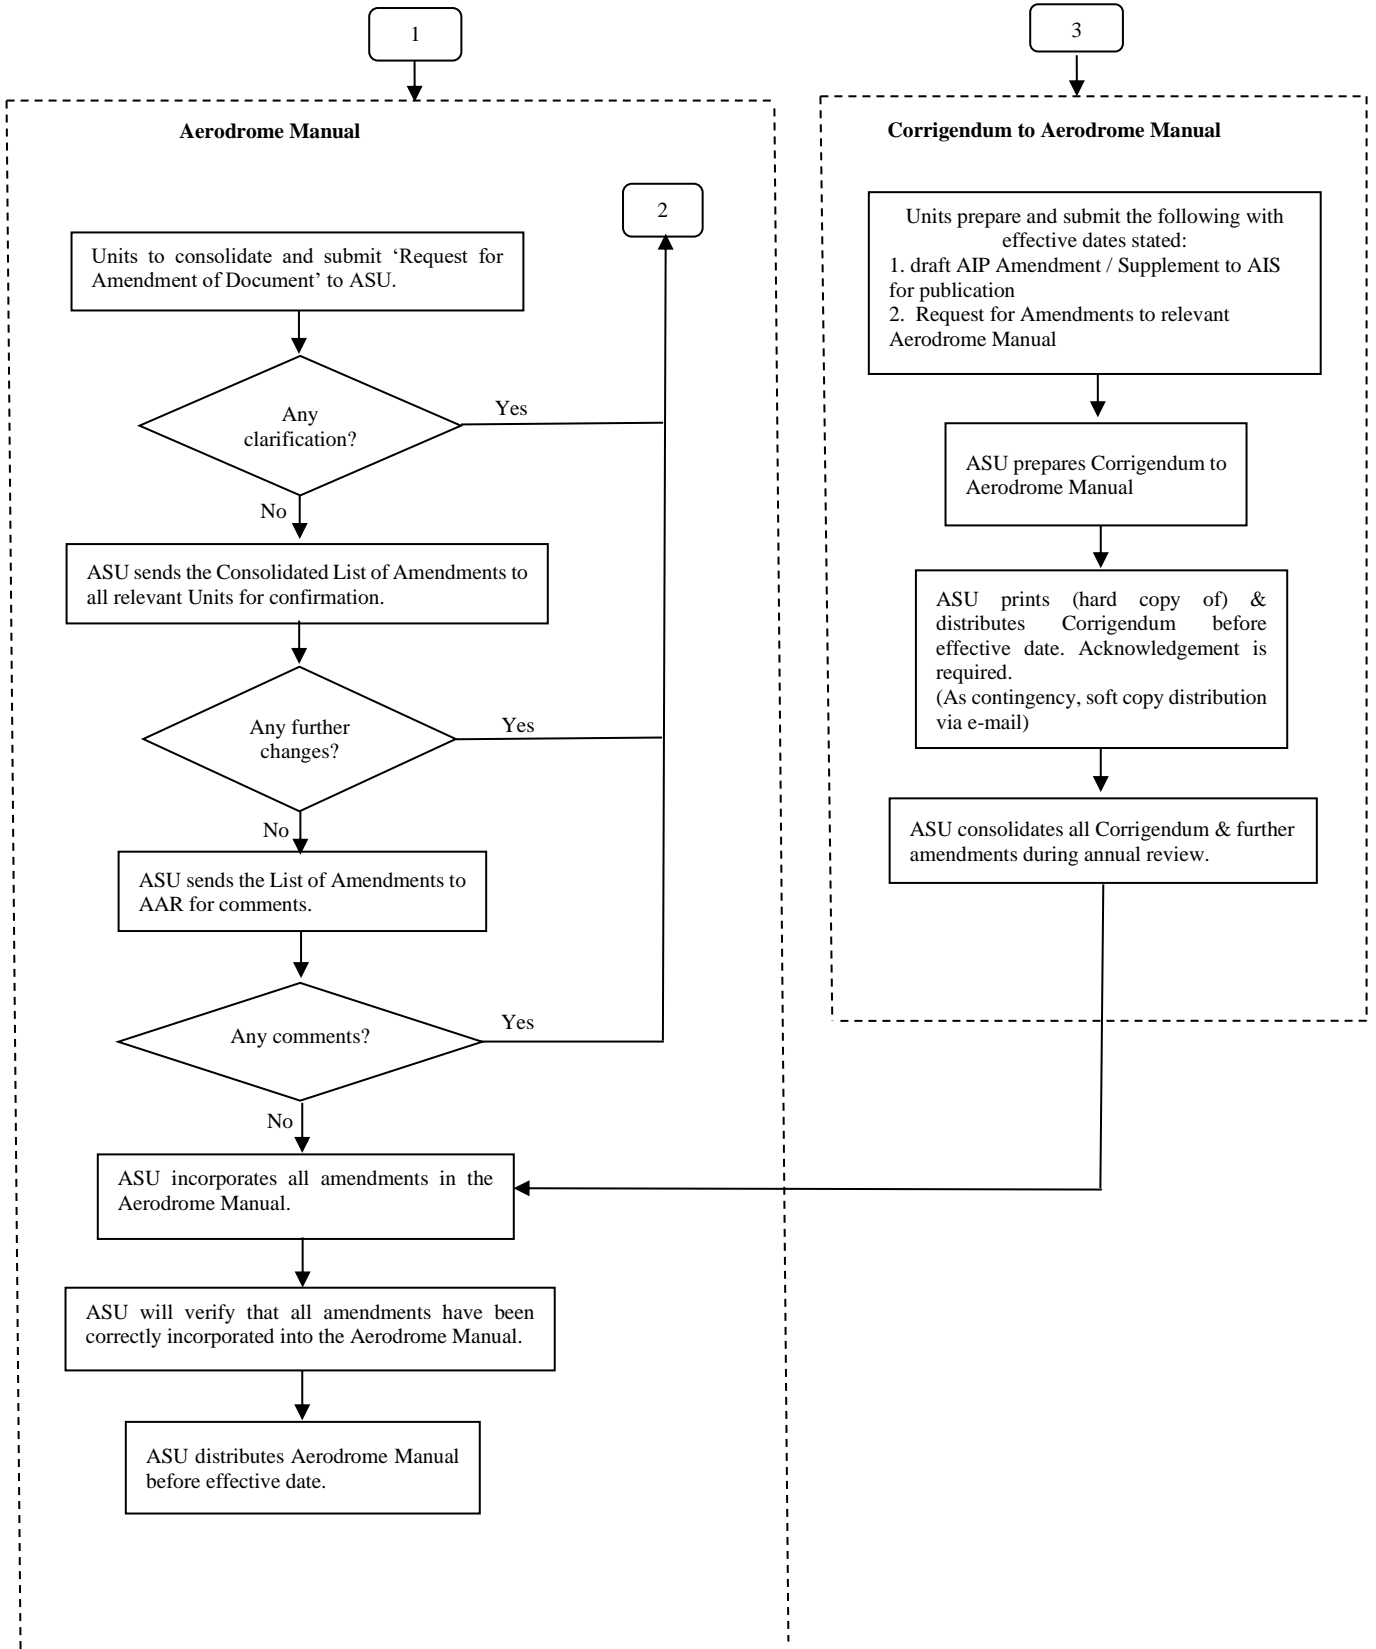 1
Aerodrome Manual
2
Units to consolidate and submit ‘Request for
Amendment of Document’ to ASU.
Any
clarification?
Yes
No
ASU sends the Consolidated List of Amendments to
all relevant Units for confirmation.
Any further
changes?
Yes
No
ASU sends the List of Amendments to
AAR for comments.
Any comments?
Yes
No
ASU incorporates all amendments in the
Aerodrome Manual.
ASU will verify that all amendments have been
correctly incorporated into the Aerodrome Manual.
ASU distributes Aerodrome Manual
before effective date.
3
Corrigendum to Aerodrome Manual
Units prepare and submit the following with
effective dates stated:
1. draft AIP Amendment / Supplement to AIS
for publication
2. Request for Amendments to relevant
Aerodrome Manual
ASU prepares Corrigendum to
Aerodrome Manual
ASU prints (hard copy of) &
distributes Corrigendum before
effective date. Acknowledgement is
required.
(As contingency, soft copy distribution
via e-mail)
ASU consolidates all Corrigendum & further
amendments during annual review.